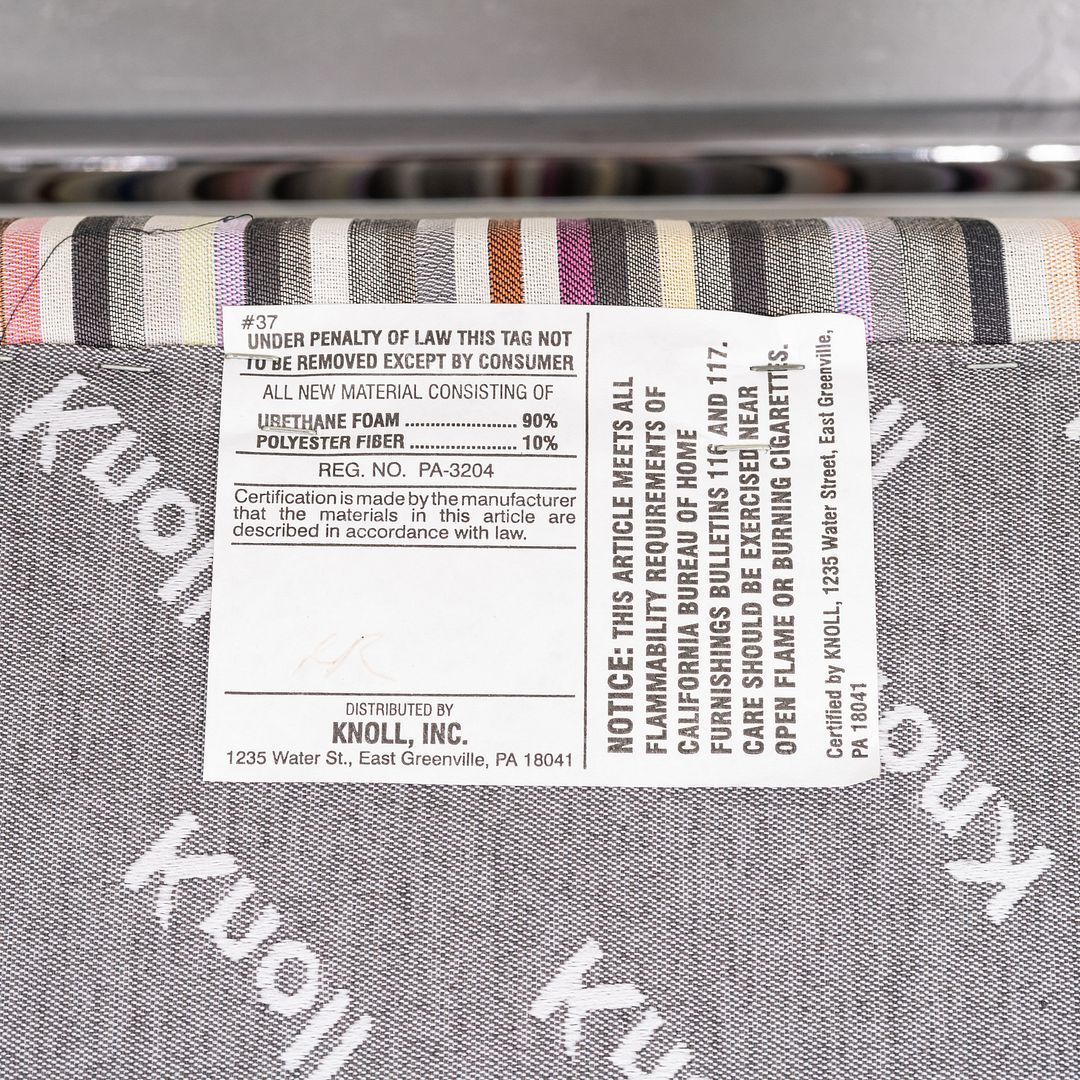 #37
UNDER PENALTY OF LAW THIS TAG NOT
TO BE REMOVED EXCEPT BY CONSUMER
ALL NEW MATERIAL CONSISTING OF
URETHANE FOAM ...................... 90%
POLYESTER FIBER ...................... 10%
REG. NO. PA-3204
Certification is made by the manufacturer
that the materials in this article are
described in accordance with law.
HR
DISTRIBUTED BY
KNOLL, INC.
1235 Water St., East Greenville, PA 18041
NOTICE: THIS ARTICLE MEETS ALL
FLAMMABILITY REQUIREMENTS OF
CALIFORNIA BUREAU OF HOME
FURNISHINGS BULLETINS 116 AND 117.
CARE SHOULD BE EXERCISED NEAR
OPEN FLAME OR BURNING CIGARETTES.
Certified by KNOLL, 1235 Water Street, East Greenville,
PA 18041
Knoll
ll
Knoll
Knoll
Kno